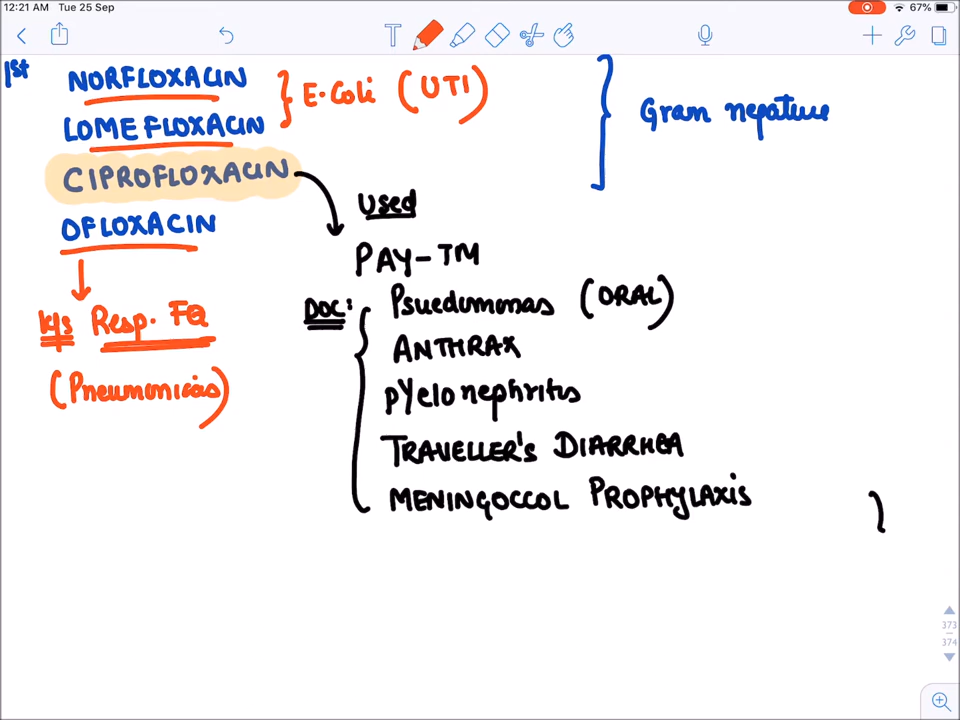 12:21 AM Tue 25 Sep
67%
T
1st
NORFLOXACIN
E.Coli (UTI)
Gram negative
LOMEFLOXACIN
CIPROFLOXACIN
Used
OFLOXACIN
PAY-TM
DOC: Psuedomonas (ORAL)
K/s Resp. FQ
ANTHRAX
(Pneumonias)
pYelonephritis
TRAVELLER'S DIARRHEA
MENINGOCCOL PROPHYLAXIS
373
374